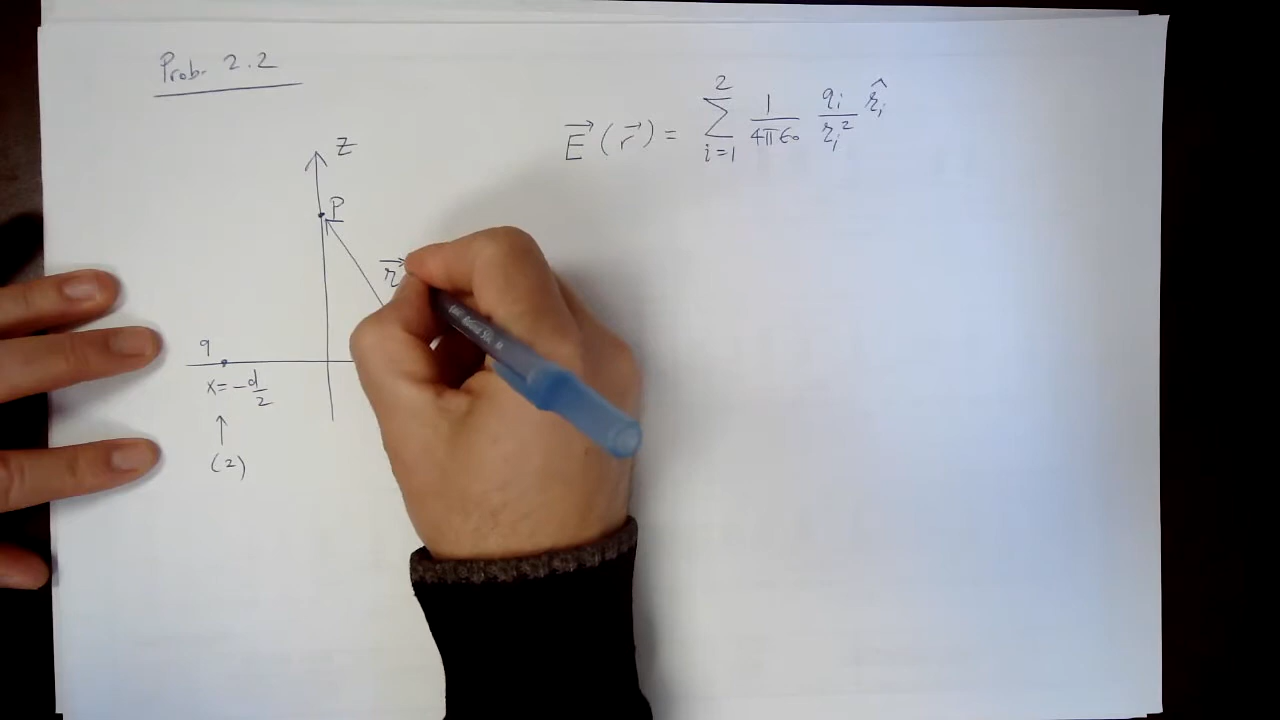 Prob. 2.2
E⃗(r⃗) = Σ_{i=1}^{2} 1/(4πε₀) q_i/r_i² r̂_i
Z
P
r⃗
q
x = -d/2
↑
(2)